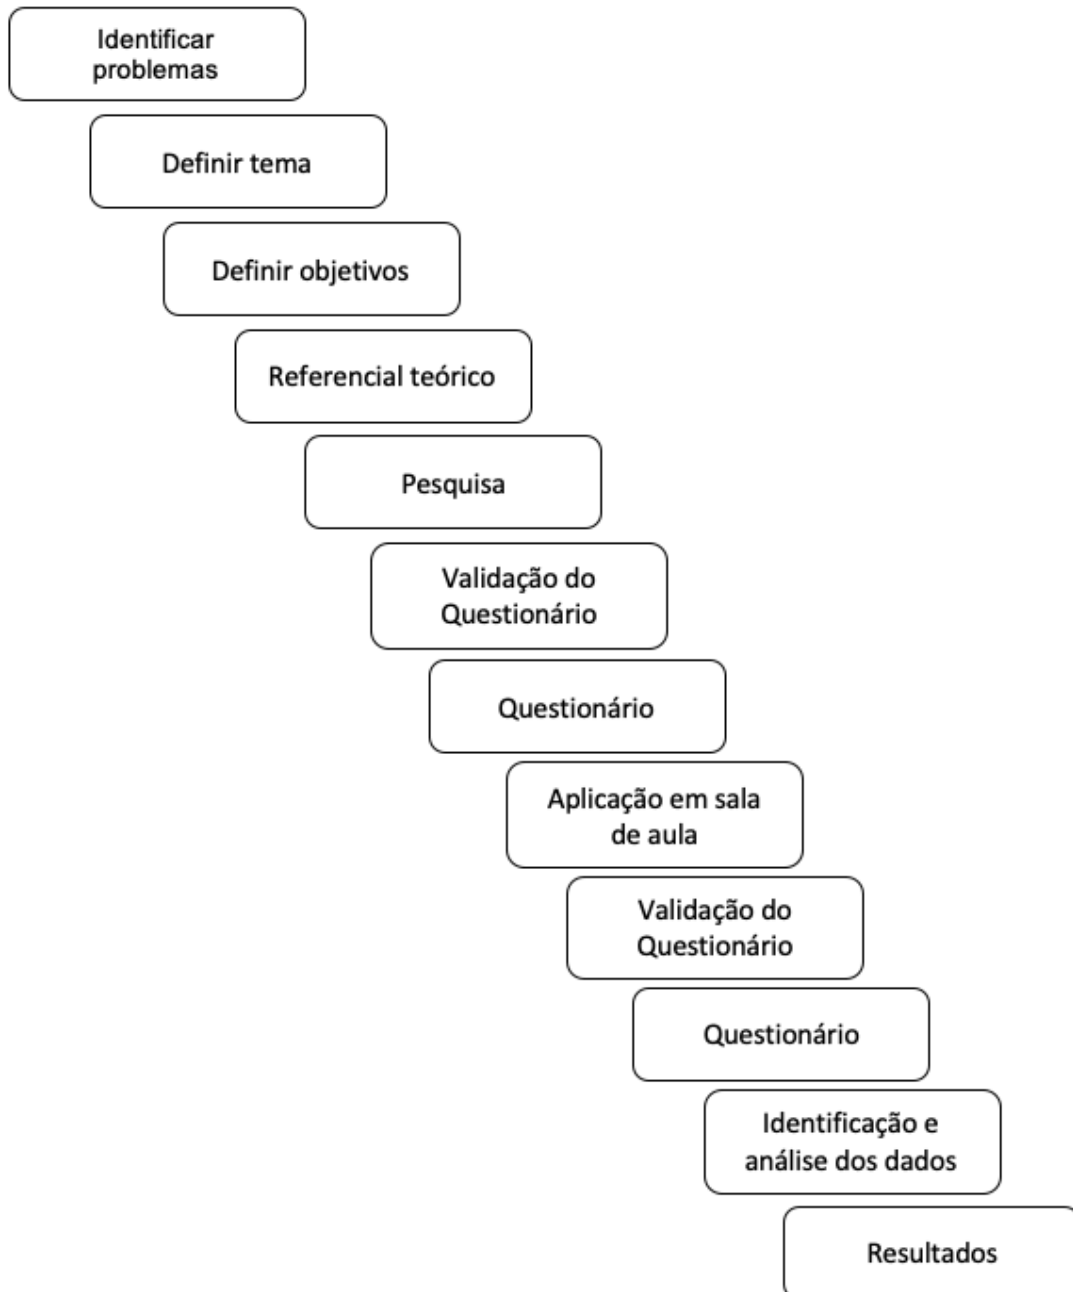 Identificar
problemas
Definir tema
Definir objetivos
Referencial teórico
Pesquisa
Validação do
Questionário
Questionário
Aplicação em sala
de aula
Validação do
Questionário
Questionário
Identificação e
análise dos dados
Resultados